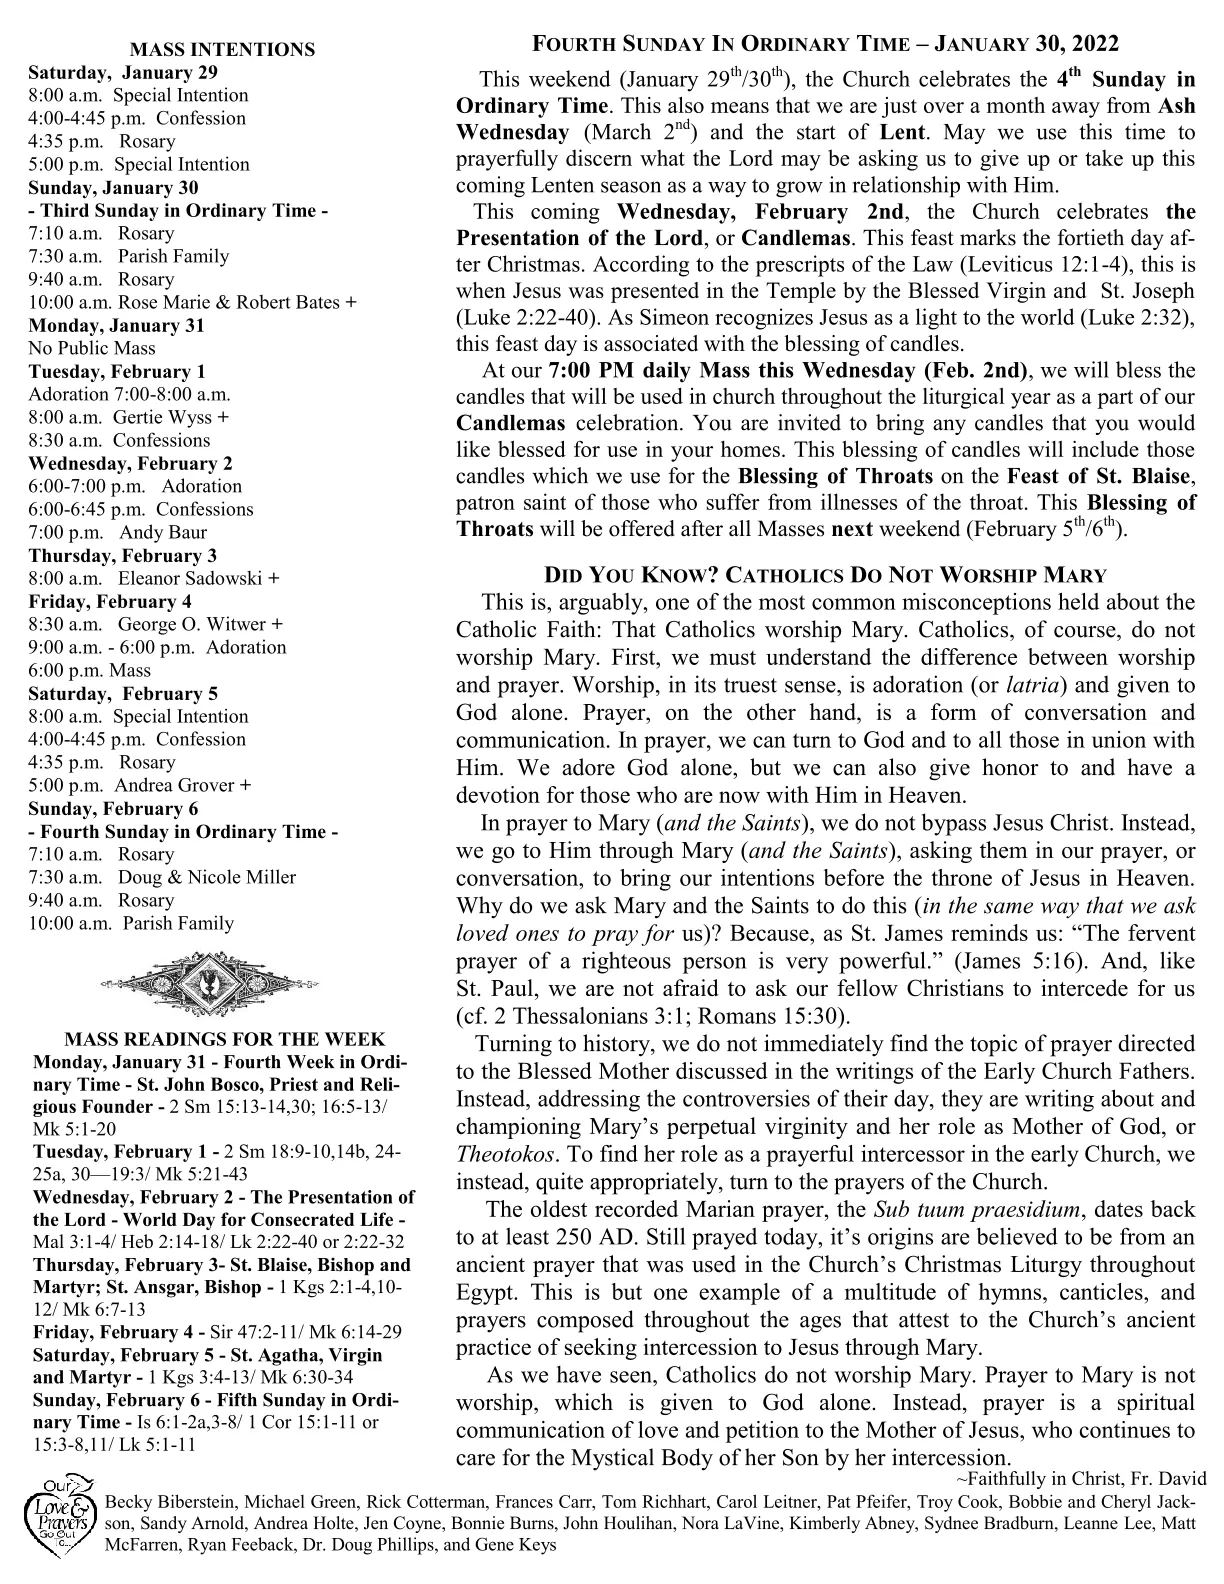 MASS INTENTIONS
Saturday,  January 29
8:00 a.m.  Special Intention
4:00-4:45 p.m.  Confession
4:35 p.m.   Rosary
5:00 p.m.  Special Intention
Sunday, January 30
- Third Sunday in Ordinary Time -
7:10 a.m.   Rosary
7:30 a.m.   Parish Family
9:40 a.m.   Rosary
10:00 a.m. Rose Marie & Robert Bates +
Monday, January 31
No Public Mass
Tuesday, February 1
Adoration 7:00-8:00 a.m.
8:00 a.m.  Gertie Wyss +
8:30 a.m.  Confessions
Wednesday, February 2
6:00-7:00 p.m.   Adoration
6:00-6:45 p.m.  Confessions
7:00 p.m.   Andy Baur
Thursday, February 3
8:00 a.m.   Eleanor Sadowski +
Friday, February 4
8:30 a.m.   George O. Witwer +
9:00 a.m. - 6:00 p.m.  Adoration
6:00 p.m. Mass
Saturday,  February 5
8:00 a.m.  Special Intention
4:00-4:45 p.m.  Confession
4:35 p.m.   Rosary
5:00 p.m.  Andrea Grover +
Sunday, February 6
- Fourth Sunday in Ordinary Time -
7:10 a.m.   Rosary
7:30 a.m.   Doug & Nicole Miller
9:40 a.m.   Rosary
10:00 a.m.  Parish Family
MASS READINGS FOR THE WEEK
Monday, January 31 - Fourth Week in Ordi-
nary Time - St. John Bosco, Priest and Reli-
gious Founder - 2 Sm 15:13-14,30; 16:5-13/
Mk 5:1-20
Tuesday, February 1 - 2 Sm 18:9-10,14b, 24-
25a, 30—19:3/ Mk 5:21-43
Wednesday, February 2 - The Presentation of
the Lord - World Day for Consecrated Life -
Mal 3:1-4/ Heb 2:14-18/ Lk 2:22-40 or 2:22-32
Thursday, February 3- St. Blaise, Bishop and
Martyr; St. Ansgar, Bishop - 1 Kgs 2:1-4,10-
12/ Mk 6:7-13
Friday, February 4 - Sir 47:2-11/ Mk 6:14-29
Saturday, February 5 - St. Agatha, Virgin
and Martyr - 1 Kgs 3:4-13/ Mk 6:30-34
Sunday, February 6 - Fifth Sunday in Ordi-
nary Time - Is 6:1-2a,3-8/ 1 Cor 15:1-11 or
15:3-8,11/ Lk 5:1-11
FOURTH SUNDAY IN ORDINARY TIME – JANUARY 30, 2022
This weekend (January 29th/30th), the Church celebrates the 4th Sunday in
Ordinary Time. This also means that we are just over a month away from Ash
Wednesday (March 2nd) and the start of Lent. May we use this time to
prayerfully discern what the Lord may be asking us to give up or take up this
coming Lenten season as a way to grow in relationship with Him.
This coming Wednesday, February 2nd, the Church celebrates the
Presentation of the Lord, or Candlemas. This feast marks the fortieth day af-
ter Christmas. According to the prescripts of the Law (Leviticus 12:1-4), this is
when Jesus was presented in the Temple by the Blessed Virgin and  St. Joseph
(Luke 2:22-40). As Simeon recognizes Jesus as a light to the world (Luke 2:32),
this feast day is associated with the blessing of candles.
At our 7:00 PM daily Mass this Wednesday (Feb. 2nd), we will bless the
candles that will be used in church throughout the liturgical year as a part of our
Candlemas celebration. You are invited to bring any candles that you would
like blessed for use in your homes. This blessing of candles will include those
candles which we use for the Blessing of Throats on the Feast of St. Blaise,
patron saint of those who suffer from illnesses of the throat. This Blessing of
Throats will be offered after all Masses next weekend (February 5th/6th).
DID YOU KNOW? CATHOLICS DO NOT WORSHIP MARY
This is, arguably, one of the most common misconceptions held about the
Catholic Faith: That Catholics worship Mary. Catholics, of course, do not
worship Mary. First, we must understand the difference between worship
and prayer. Worship, in its truest sense, is adoration (or latria) and given to
God alone. Prayer, on the other hand, is a form of conversation and
communication. In prayer, we can turn to God and to all those in union with
Him. We adore God alone, but we can also give honor to and have a
devotion for those who are now with Him in Heaven.
In prayer to Mary (and the Saints), we do not bypass Jesus Christ. Instead,
we go to Him through Mary (and the Saints), asking them in our prayer, or
conversation, to bring our intentions before the throne of Jesus in Heaven.
Why do we ask Mary and the Saints to do this (in the same way that we ask
loved ones to pray for us)? Because, as St. James reminds us: “The fervent
prayer of a righteous person is very powerful.” (James 5:16). And, like
St. Paul, we are not afraid to ask our fellow Christians to intercede for us
(cf. 2 Thessalonians 3:1; Romans 15:30).
Turning to history, we do not immediately find the topic of prayer directed
to the Blessed Mother discussed in the writings of the Early Church Fathers.
Instead, addressing the controversies of their day, they are writing about and
championing Mary’s perpetual virginity and her role as Mother of God, or
Theotokos. To find her role as a prayerful intercessor in the early Church, we
instead, quite appropriately, turn to the prayers of the Church.
The oldest recorded Marian prayer, the Sub tuum praesidium, dates back
to at least 250 AD. Still prayed today, it’s origins are believed to be from an
ancient prayer that was used in the Church’s Christmas Liturgy throughout
Egypt. This is but one example of a multitude of hymns, canticles, and
prayers composed throughout the ages that attest to the Church’s ancient
practice of seeking intercession to Jesus through Mary.
As we have seen, Catholics do not worship Mary. Prayer to Mary is not
worship, which is given to God alone. Instead, prayer is a spiritual
communication of love and petition to the Mother of Jesus, who continues to
care for the Mystical Body of her Son by her intercession.
~Faithfully in Christ, Fr. David
Our
Love &
Prayers
Go Out
To...
Becky Biberstein, Michael Green, Rick Cotterman, Frances Carr, Tom Richhart, Carol Leitner, Pat Pfeifer, Troy Cook, Bobbie and Cheryl Jack-
son, Sandy Arnold, Andrea Holte, Jen Coyne, Bonnie Burns, John Houlihan, Nora LaVine, Kimberly Abney, Sydnee Bradburn, Leanne Lee, Matt
McFarren, Ryan Feeback, Dr. Doug Phillips, and Gene Keys